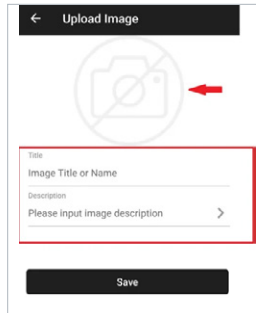 Upload Image
Title
Image Title or Name
Description
Please input image description
Save